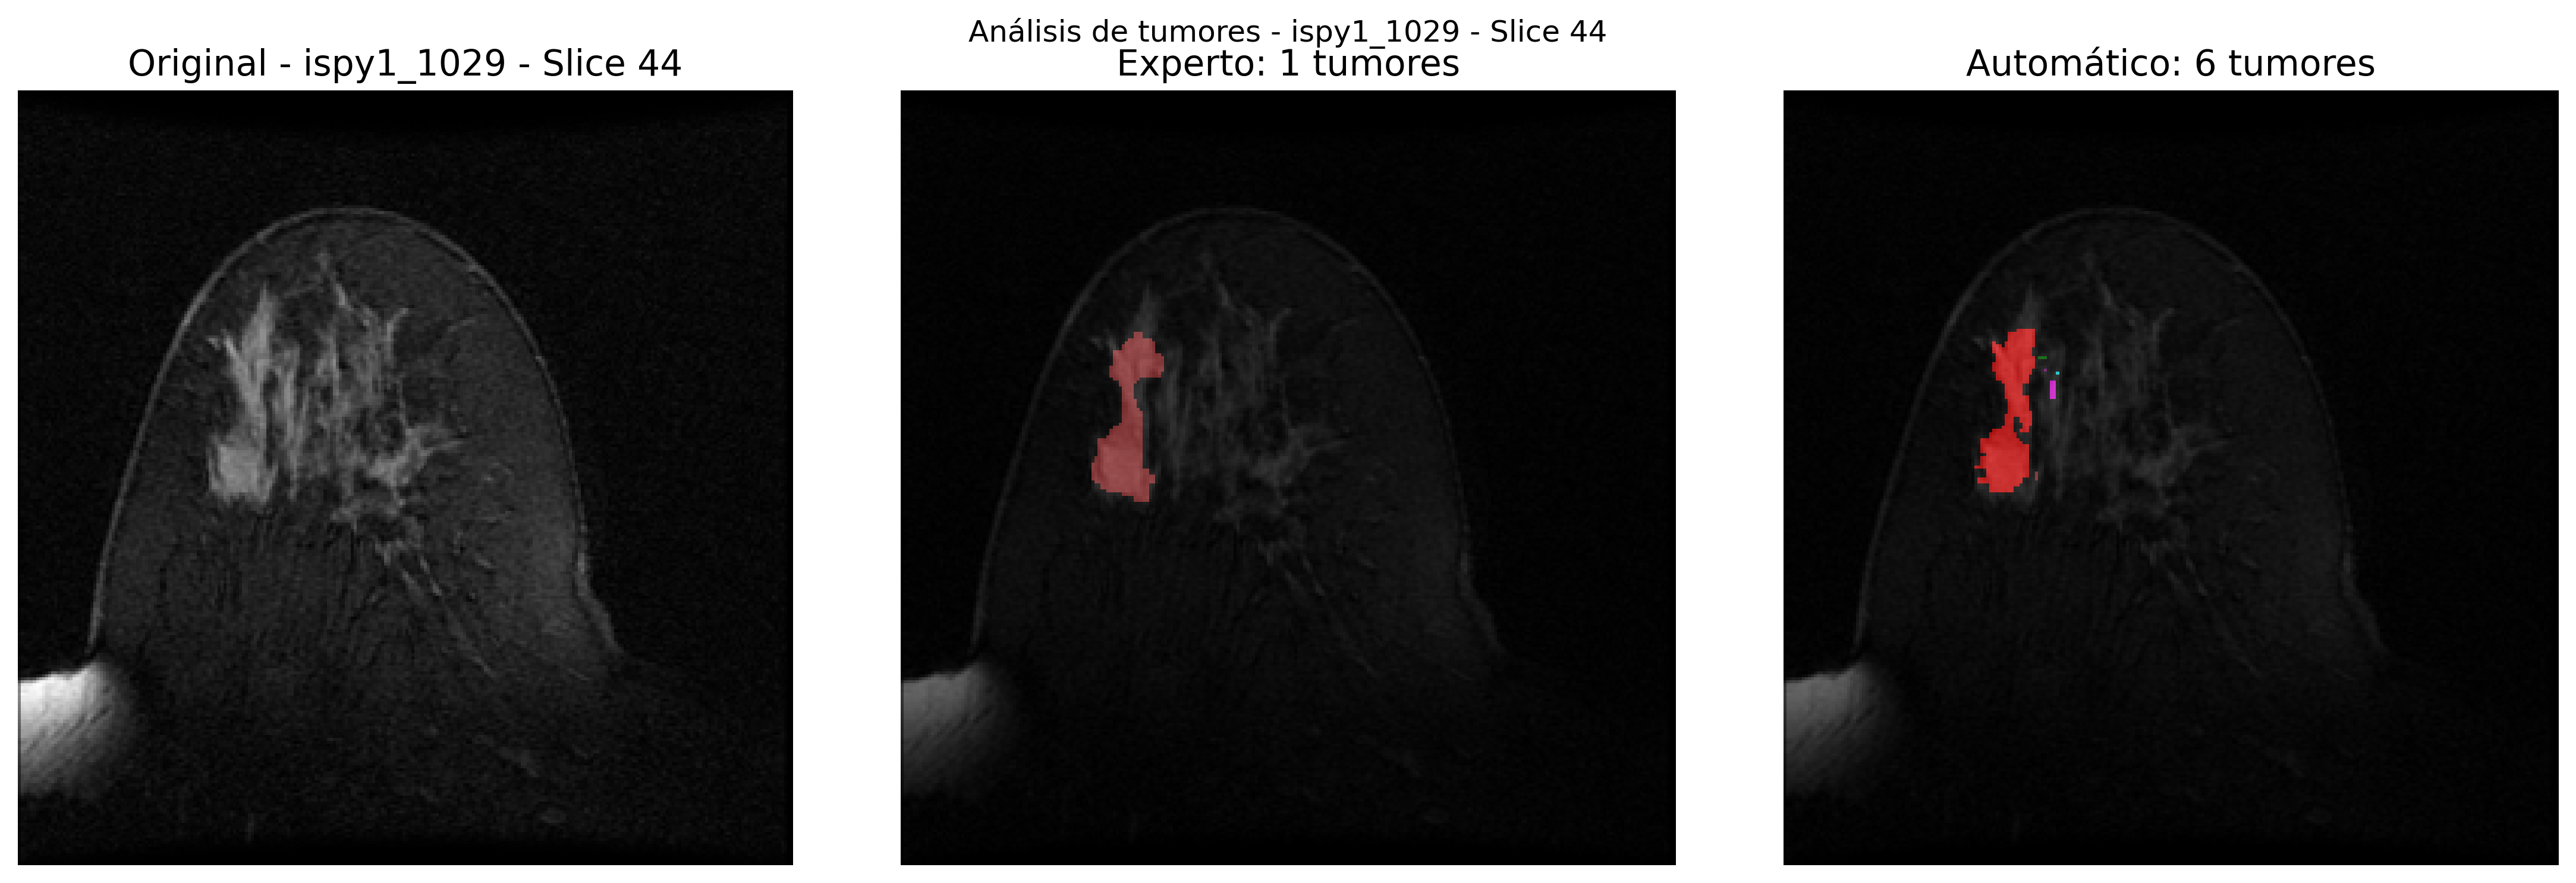 Análisis de tumores - ispy1_1029 - Slice 44
Original - ispy1_1029 - Slice 44
Experto: 1 tumores
Automático: 6 tumores